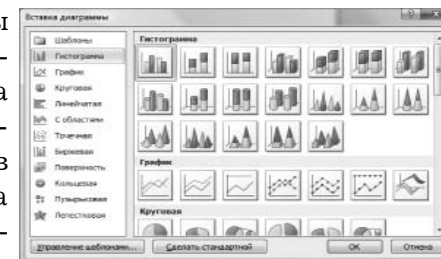 Вставка диаграммы
ы
-
а
-
в
а
-
Шаблоны
Гистограмма
График
Круговая
Линейчатая
С областями
Точечная
Биржевая
Поверхность
Кольцевая
Пузырьковая
Лепестковая
Гистограмма
График
Круговая
Управление шаблонами...
Сделать стандартной
ОК
Отмена